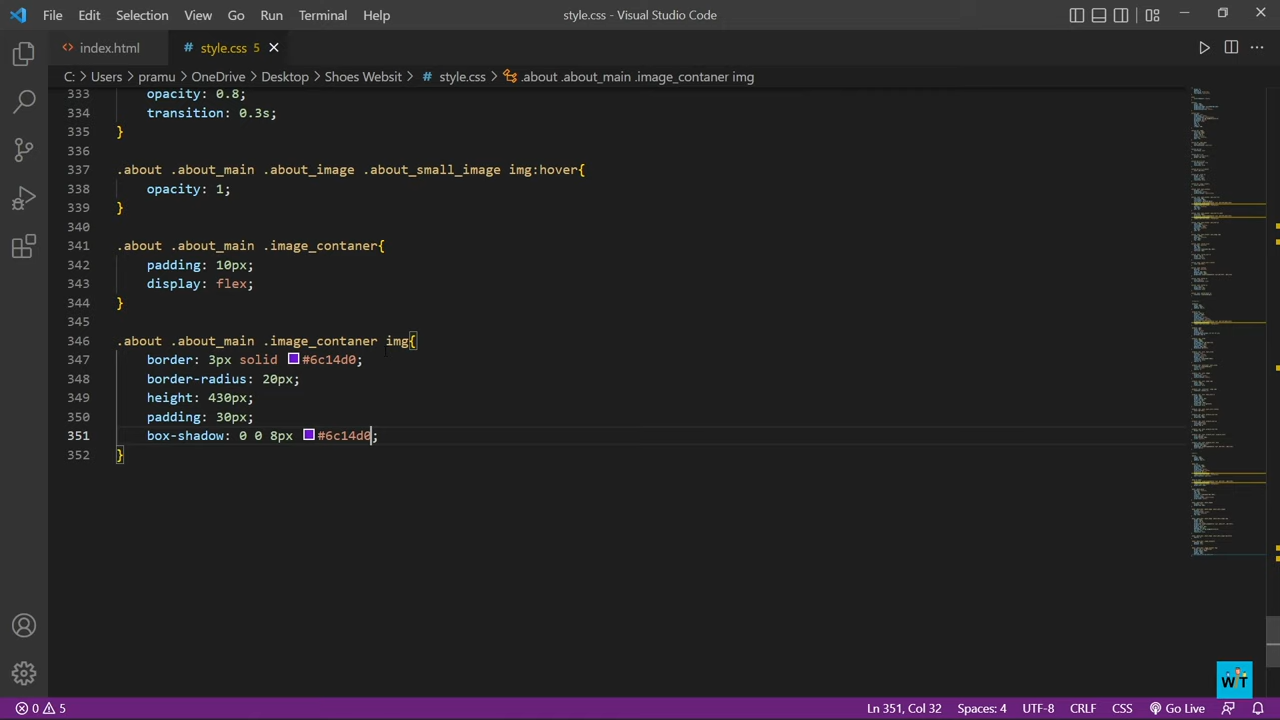 File Edit Selection View Go Run Terminal Help style.css - Visual Studio Code
index.html # style.css 5
C: > Users > pramu > OneDrive > Desktop > Shoes Websit > # style.css > .about .about_main .image_contaner img
333 opacity: 0.8;
334 transition: 0.3s;
335 }
336
337 .about .about_main .about_image .about_small_image img:hover{
338 opacity: 1;
339 }
340
341 .about .about_main .image_contaner{
342 padding: 10px;
343 display: flex;
344 }
345
346 .about .about_main .image_contaner img{
347 border: 3px solid #6c14d0;
348 border-radius: 20px;
349 height: 430px;
350 padding: 30px;
351 box-shadow: 0 0 8px #6c14d0;
352 }
WT
0 5 Ln 351, Col 32 Spaces: 4 UTF-8 CRLF CSS Go Live